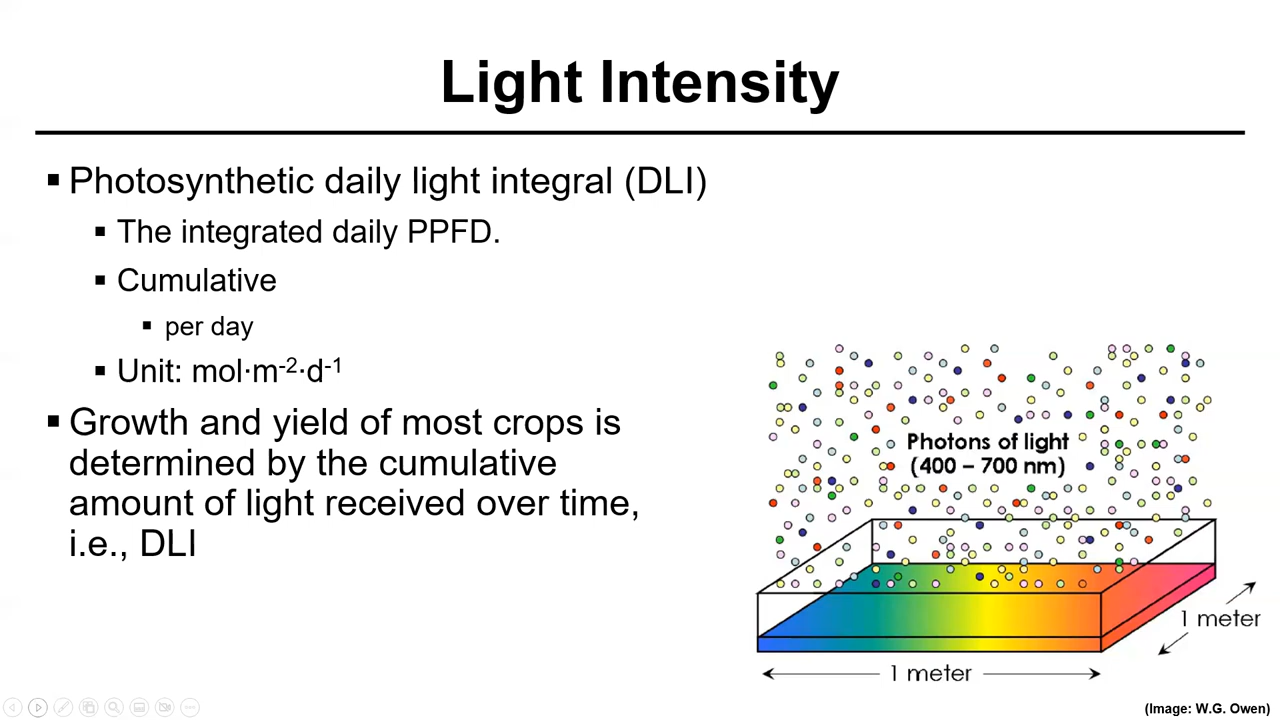 Light Intensity
▪ Photosynthetic daily light integral (DLI)
▪ The integrated daily PPFD.
▪ Cumulative
▪ per day
▪ Unit: mol·m-2·d-1
▪ Growth and yield of most crops is
determined by the cumulative
amount of light received over time,
i.e., DLI
Photons of light
(400 – 700 nm)
1 meter
1 meter
(Image: W.G. Owen)